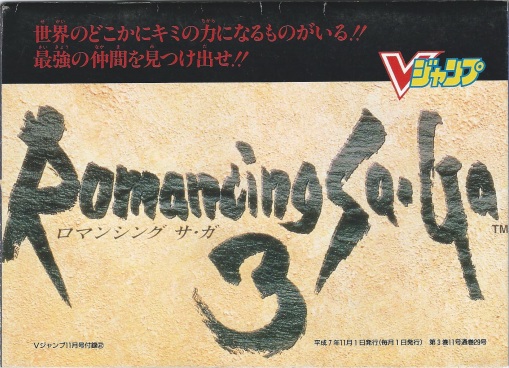 世界のどこかにキミの力になるものがいる!!
最強の仲間を見つけ出せ!!
Vジャンプ
Romancing Sa·Ga
TM
ロマンシング サ・ガ
3
Vジャンプ11月号付録②
平成7年11月1日発行(毎月1日発行) 第3巻11号通巻29号